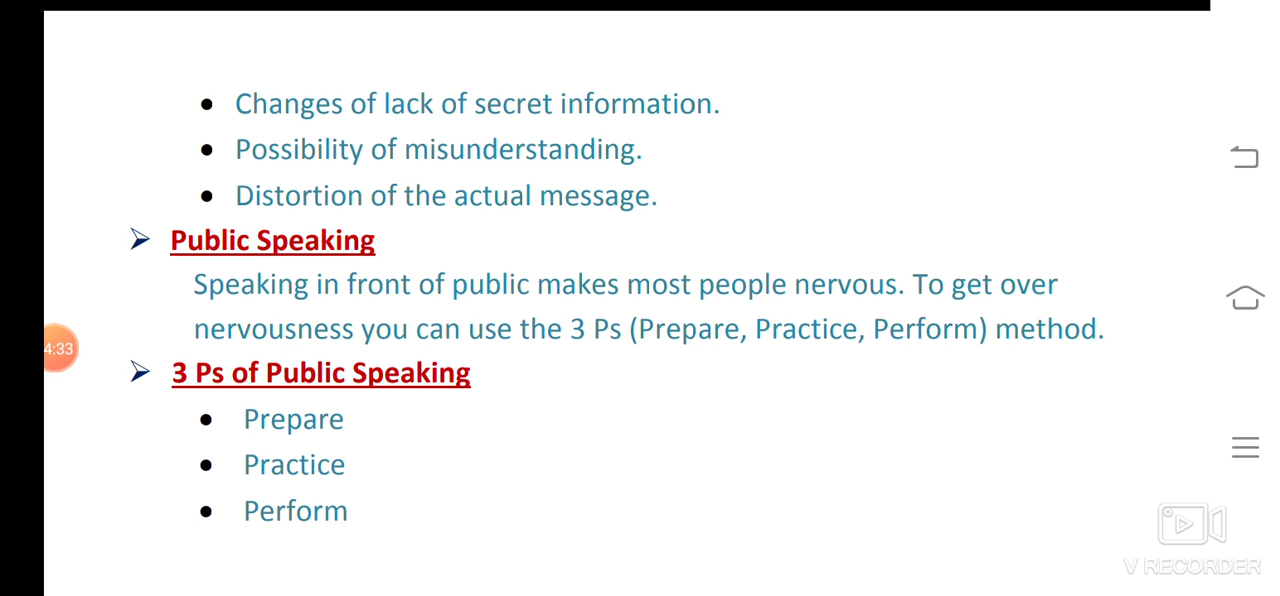 • Changes of lack of secret information.
• Possibility of misunderstanding.
• Distortion of the actual message.
➢ Public Speaking
Speaking in front of public makes most people nervous. To get over
nervousness you can use the 3 Ps (Prepare, Practice, Perform) method.
4:33
➢ 3 Ps of Public Speaking
• Prepare
• Practice
• Perform
V RECORDER